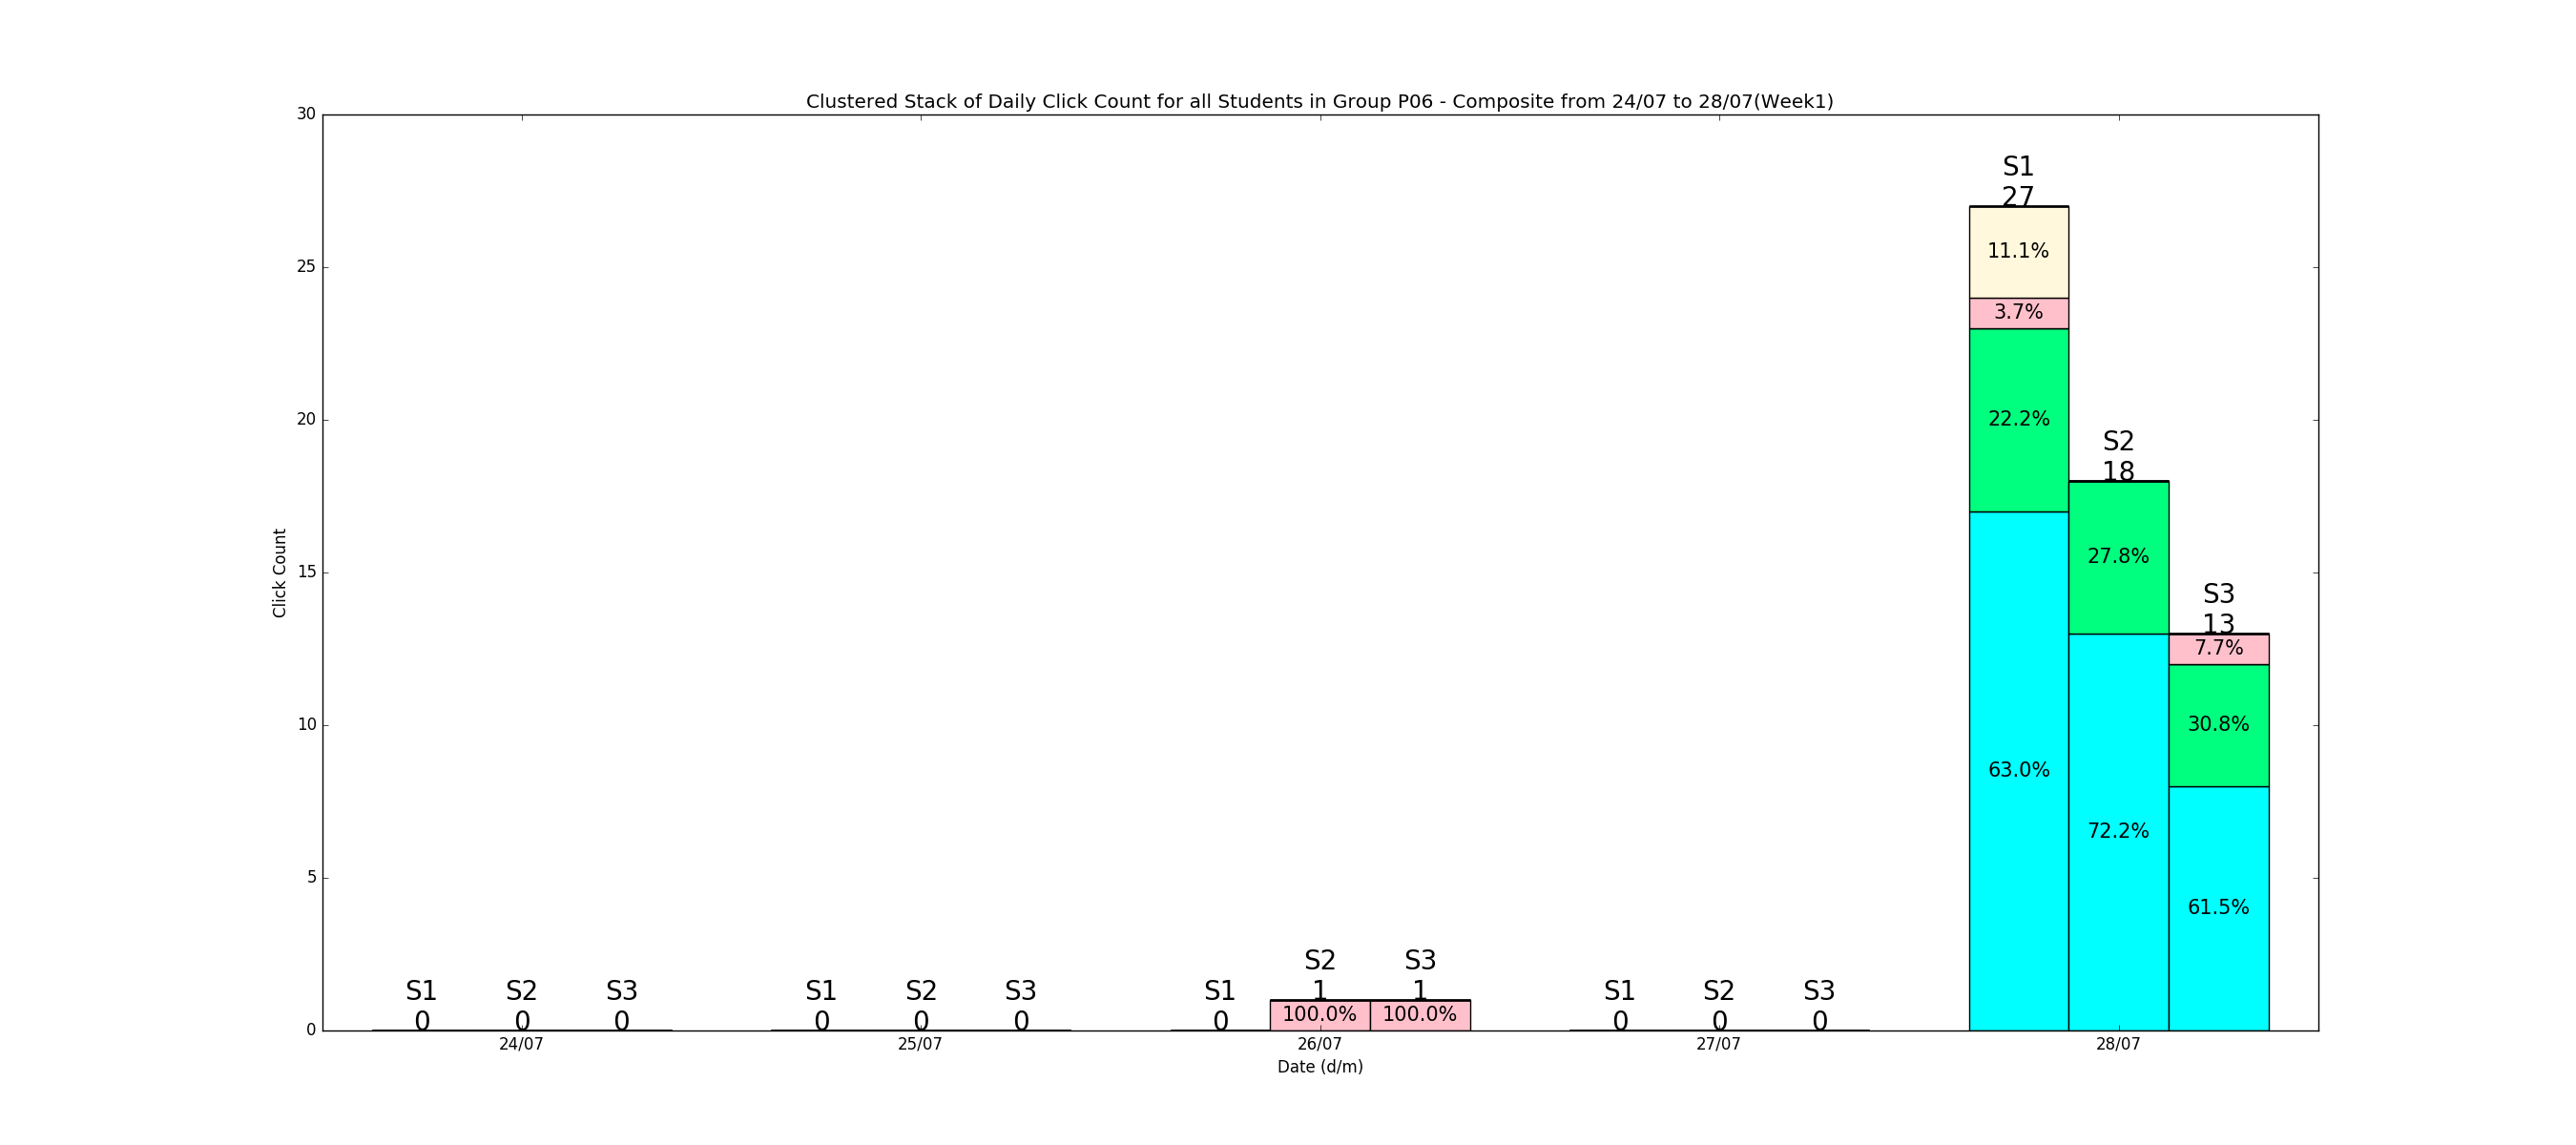 Clustered Stack of Daily Click Count for all Students in Group P06 - Composite from 24/07 to 28/07(Week1)
30
25
20
15
10
5
0
Click Count
S1
0
S2
0
S3
0
S1
0
S2
0
S3
0
S1
0
S2
1
100.0%
S3
1
100.0%
S1
0
S2
0
S3
0
S1
27
11.1%
3.7%
22.2%
63.0%
S2
18
27.8%
72.2%
S3
13
7.7%
30.8%
61.5%
24/07
25/07
26/07
27/07
28/07
Date (d/m)